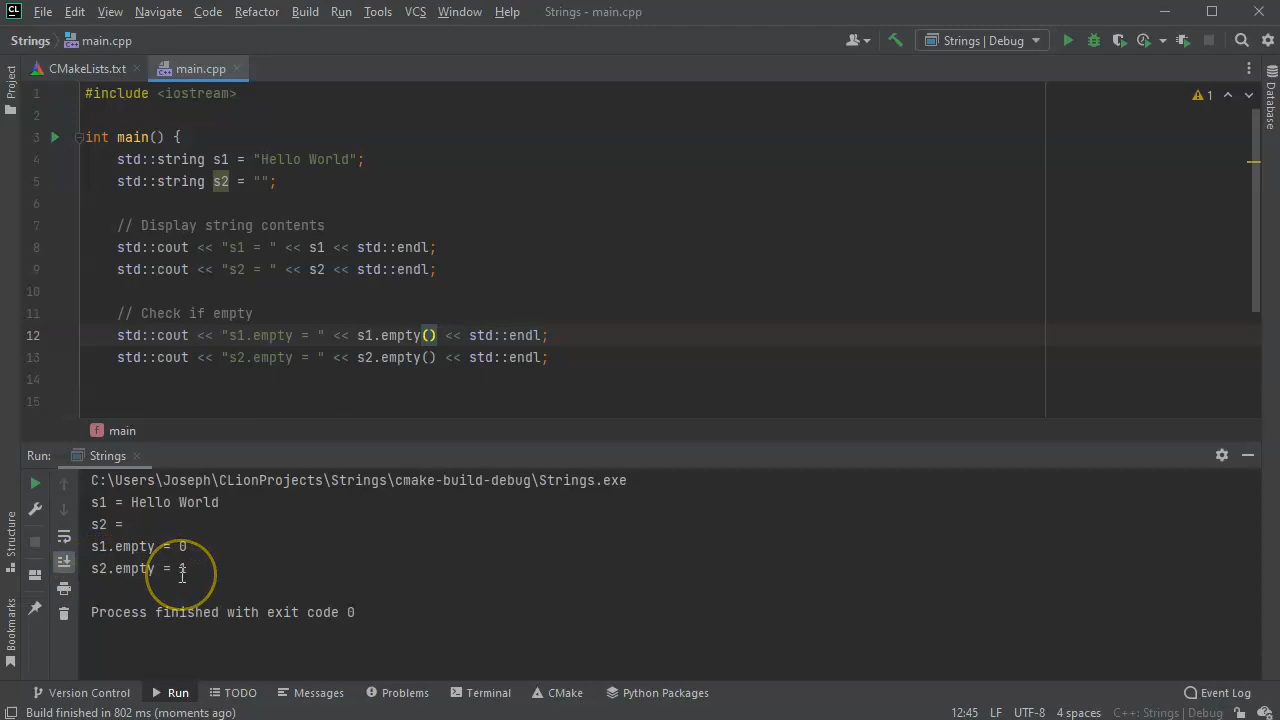 CL File Edit View Navigate Code Refactor Build Run Tools VCS Window Help Strings - main.cpp
Strings main.cpp Strings | Debug
CMakeLists.txt main.cpp
Project
Database
1 #include <iostream>
1
2
3 int main() {
4 std::string s1 = "Hello World";
5 std::string s2 = "";
6
7 // Display string contents
8 std::cout << "s1 = " << s1 << std::endl;
9 std::cout << "s2 = " << s2 << std::endl;
10
11 // Check if empty
12 std::cout << "s1.empty = " << s1.empty() << std::endl;
13 std::cout << "s2.empty = " << s2.empty() << std::endl;
14
15
f main
Run: Strings
C:\Users\Joseph\CLionProjects\Strings\cmake-build-debug\Strings.exe
s1 = Hello World
s2 =
s1.empty = 0
s2.empty = 1
Process finished with exit code 0
Structure
Bookmarks
Version Control Run TODO Messages Problems Terminal CMake Python Packages Event Log
Build finished in 802 ms (moments ago) 12:45 LF UTF-8 4 spaces C++: Strings | Debug